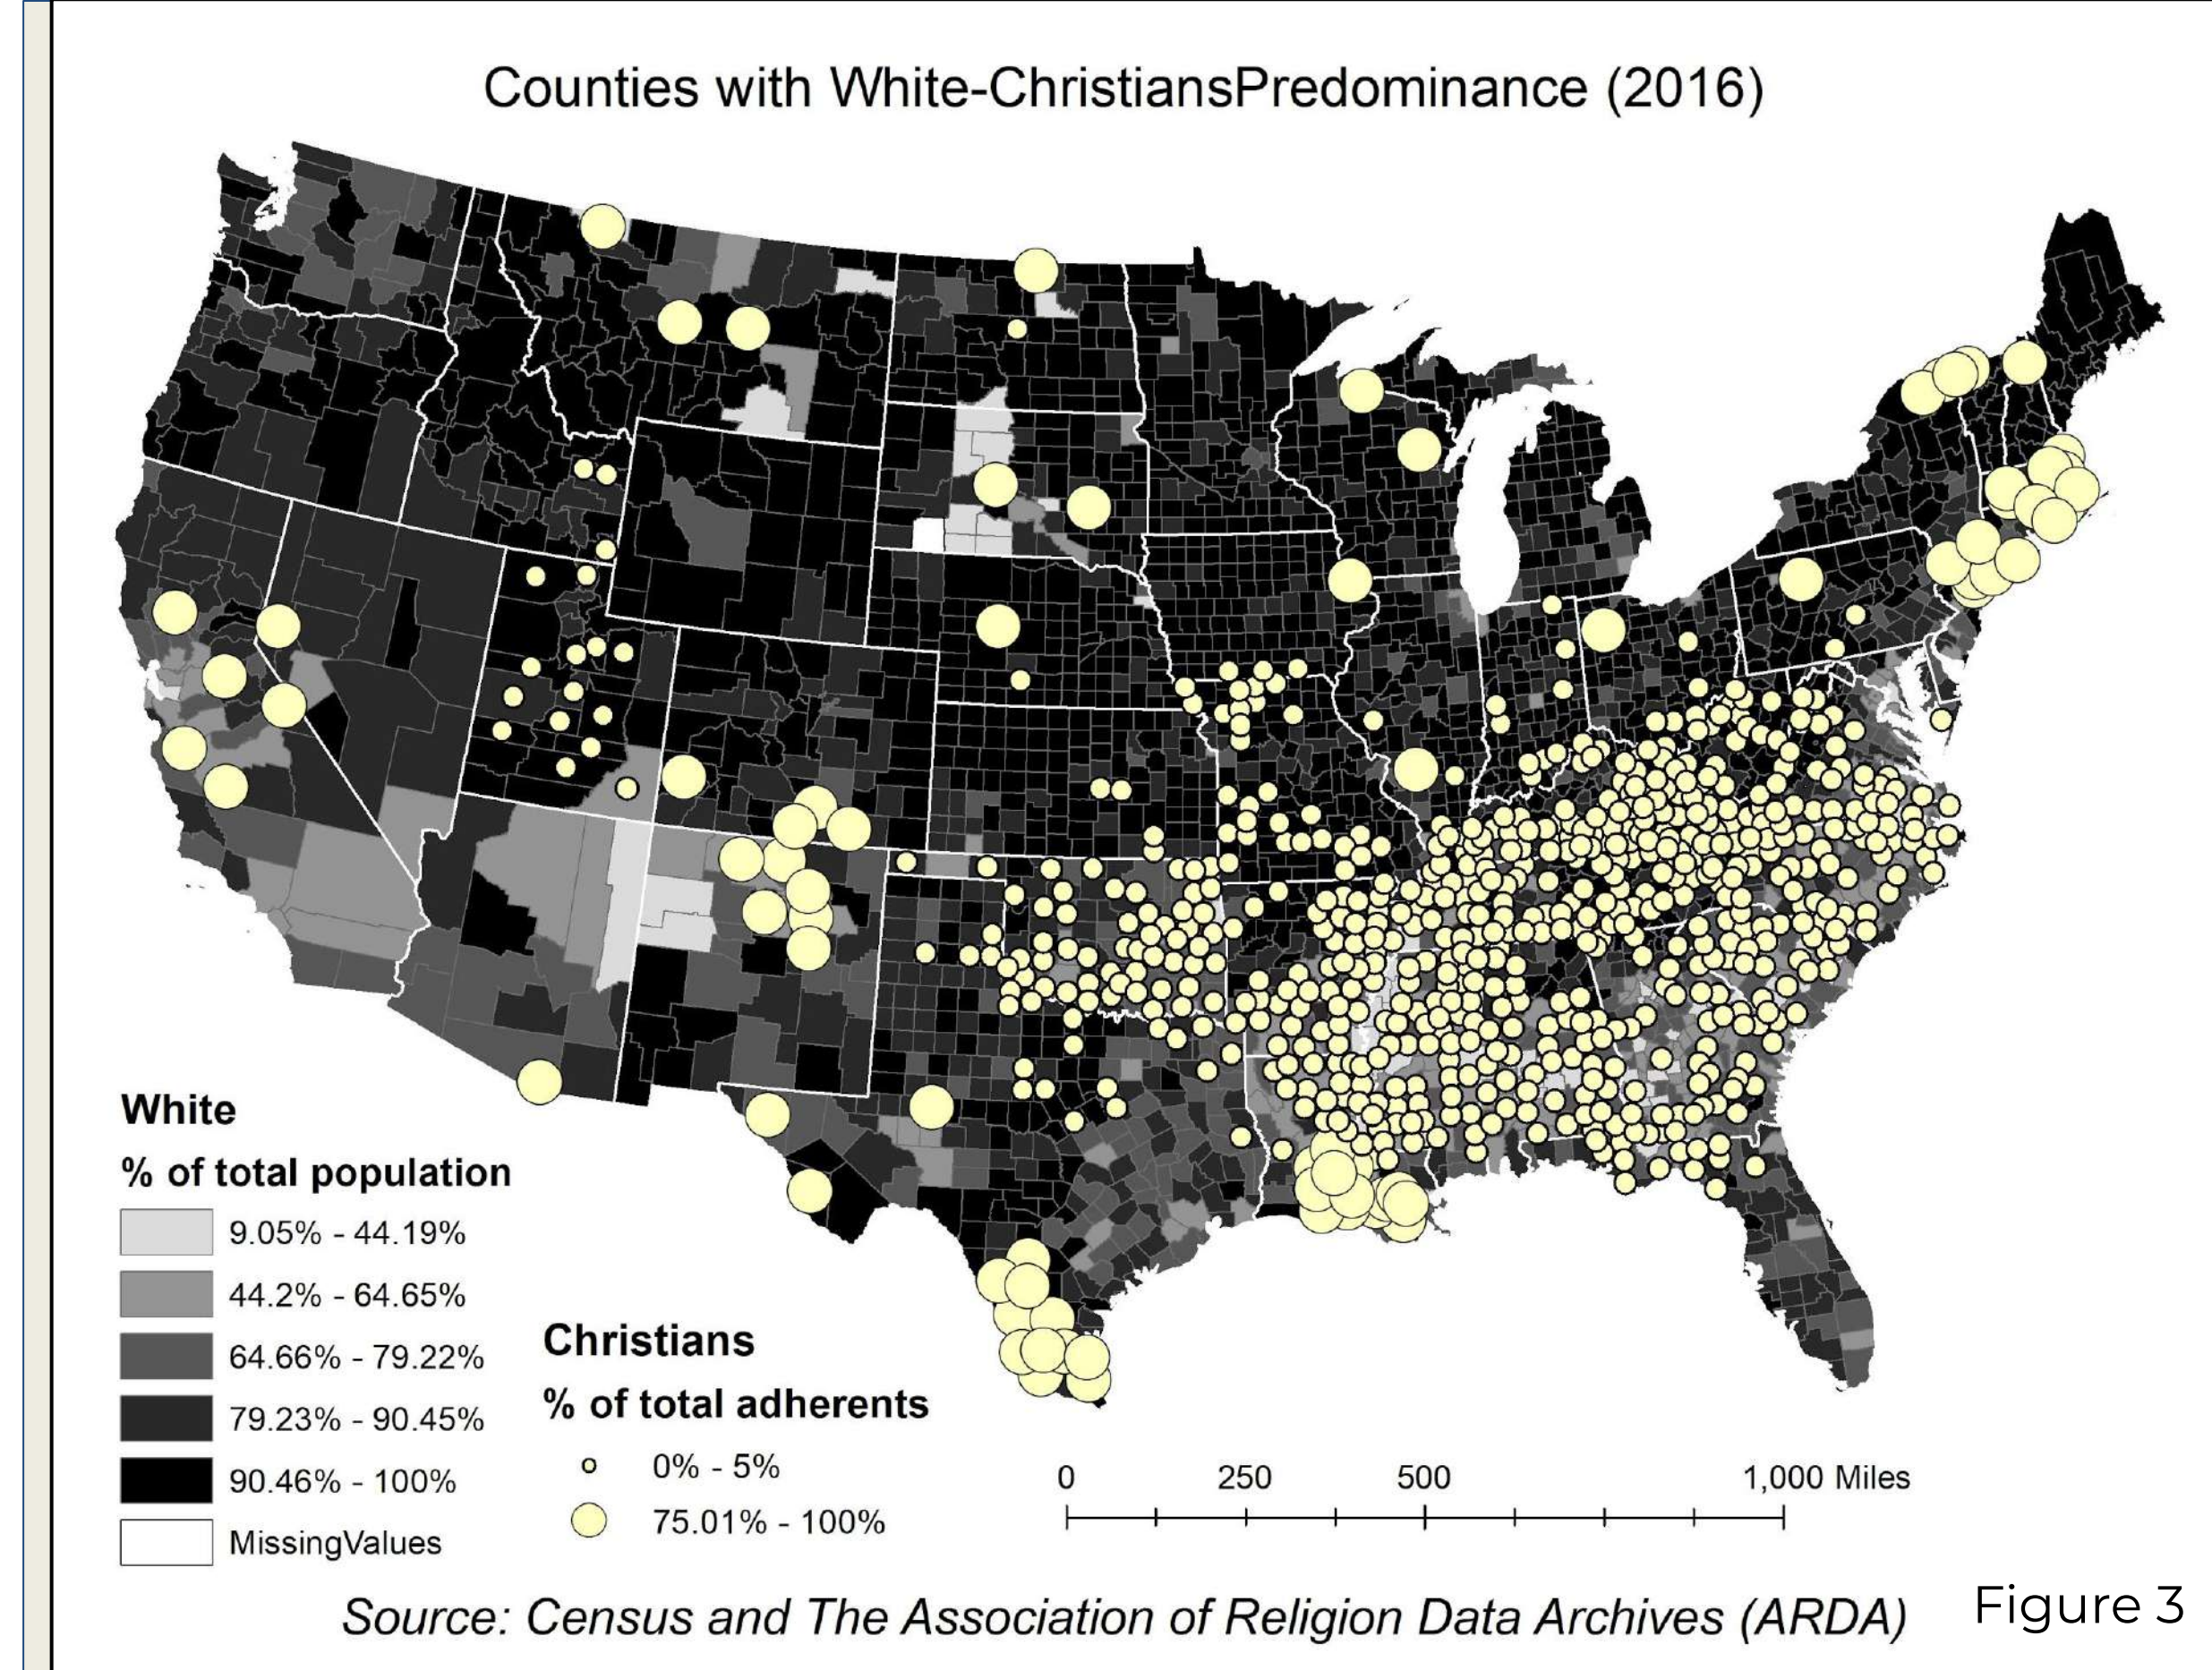 Counties with White-ChristiansPredominance (2016)
White
% of total population
9.05% - 44.19%
44.2% - 64.65%
64.66% - 79.22%
79.23% - 90.45%
90.46% - 100%
MissingValues
Christians
% of total adherents
0% - 5%
75.01% - 100%
0 250 500 1,000 Miles
Source: Census and The Association of Religion Data Archives (ARDA)
Figure 3